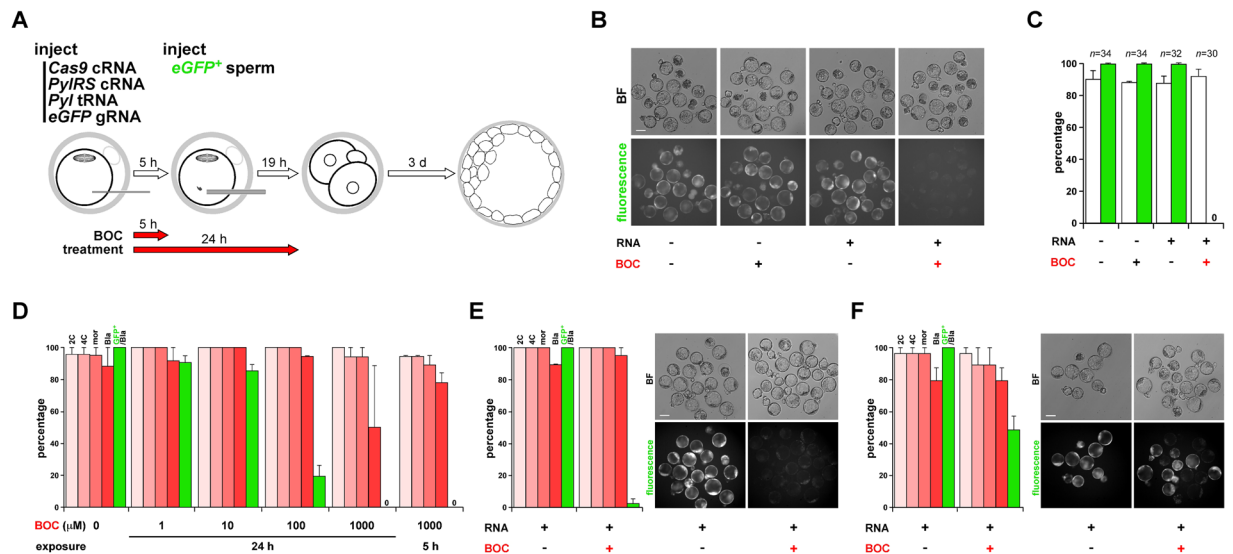 A
inject
Cas9 cRNA
PylRS cRNA
Pyl tRNA
eGFP gRNA
inject
eGFP+ sperm
5 h
19 h
3 d
BOC
treatment
5 h
24 h
B
BF
fluorescence
RNA - - + +
BOC - + - +
C
n=34 n=34 n=32 n=30
percentage
100
80
60
40
20
0
0
RNA - - + +
BOC - + - +
D
2C 4C mor Bla GFP+/Bla
percentage
100
80
60
40
20
0
0 0
BOC (μM) 0 1 10 100 1000 1000
exposure 24 h 5 h
E
2C 4C mor Bla GFP+/Bla
percentage
100
80
60
40
20
0
BF
fluorescence
RNA + + + +
BOC - + - +
F
2C 4C mor Bla GFP+/Bla
percentage
100
80
60
40
20
0
BF
fluorescence
RNA + + + +
BOC - + - +